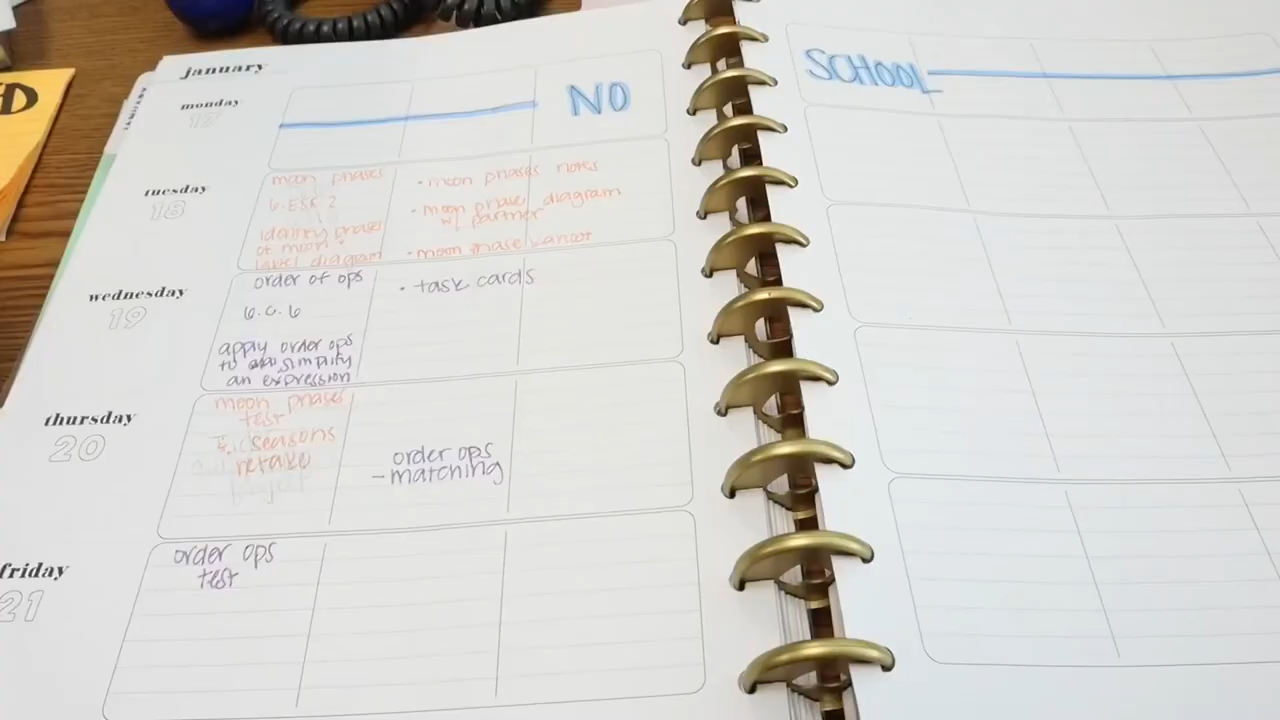 january
JANUARY
monday
17
NO
SCHOOL
tuesday
18
moon phases
6.ESS.2
identify phases
of moon &
label diagram
• moon phases notes
• moon phase diagram
w/ partner
• moon phase
wednesday
19
order of ops
6.C.6
apply order ops
to simplify
an expression
• task cards
thursday
20
moon phases
test
seasons
retake
order ops
- matching
friday
21
order ops
test